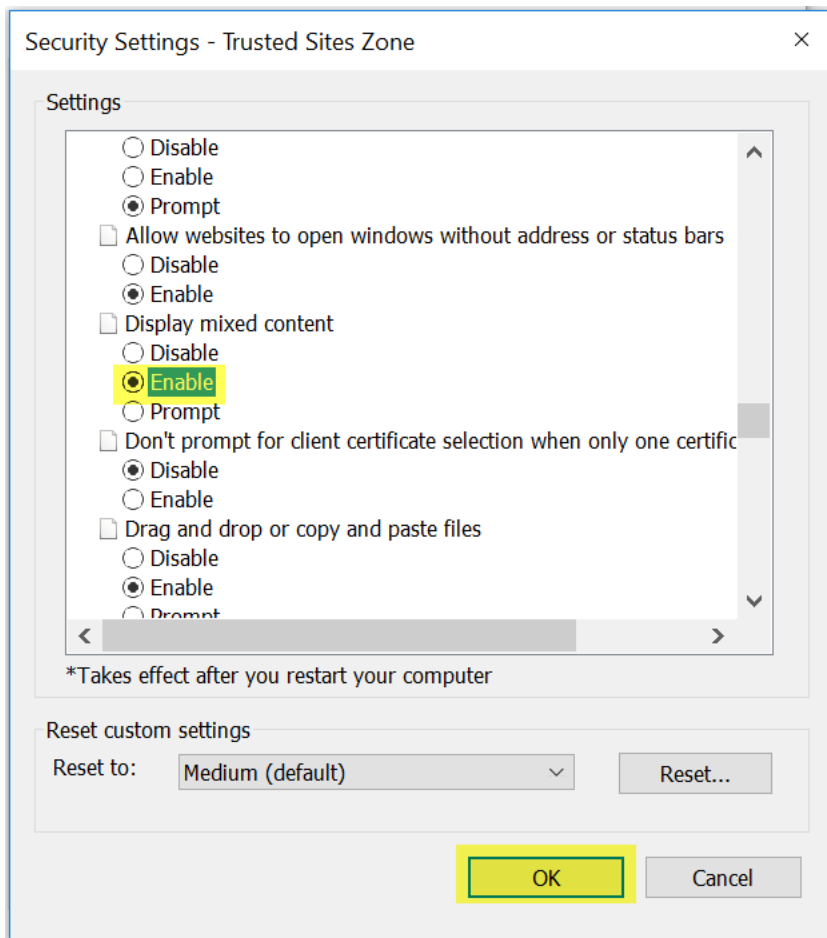 Security Settings - Trusted Sites Zone
Settings
Disable
Enable
Prompt
Allow websites to open windows without address or status bars
Disable
Enable
Display mixed content
Disable
Enable
Prompt
Don't prompt for client certificate selection when only one certific
Disable
Enable
Drag and drop or copy and paste files
Disable
Enable
Prompt
*Takes effect after you restart your computer
Reset custom settings
Reset to: Medium (default) Reset...
OK Cancel